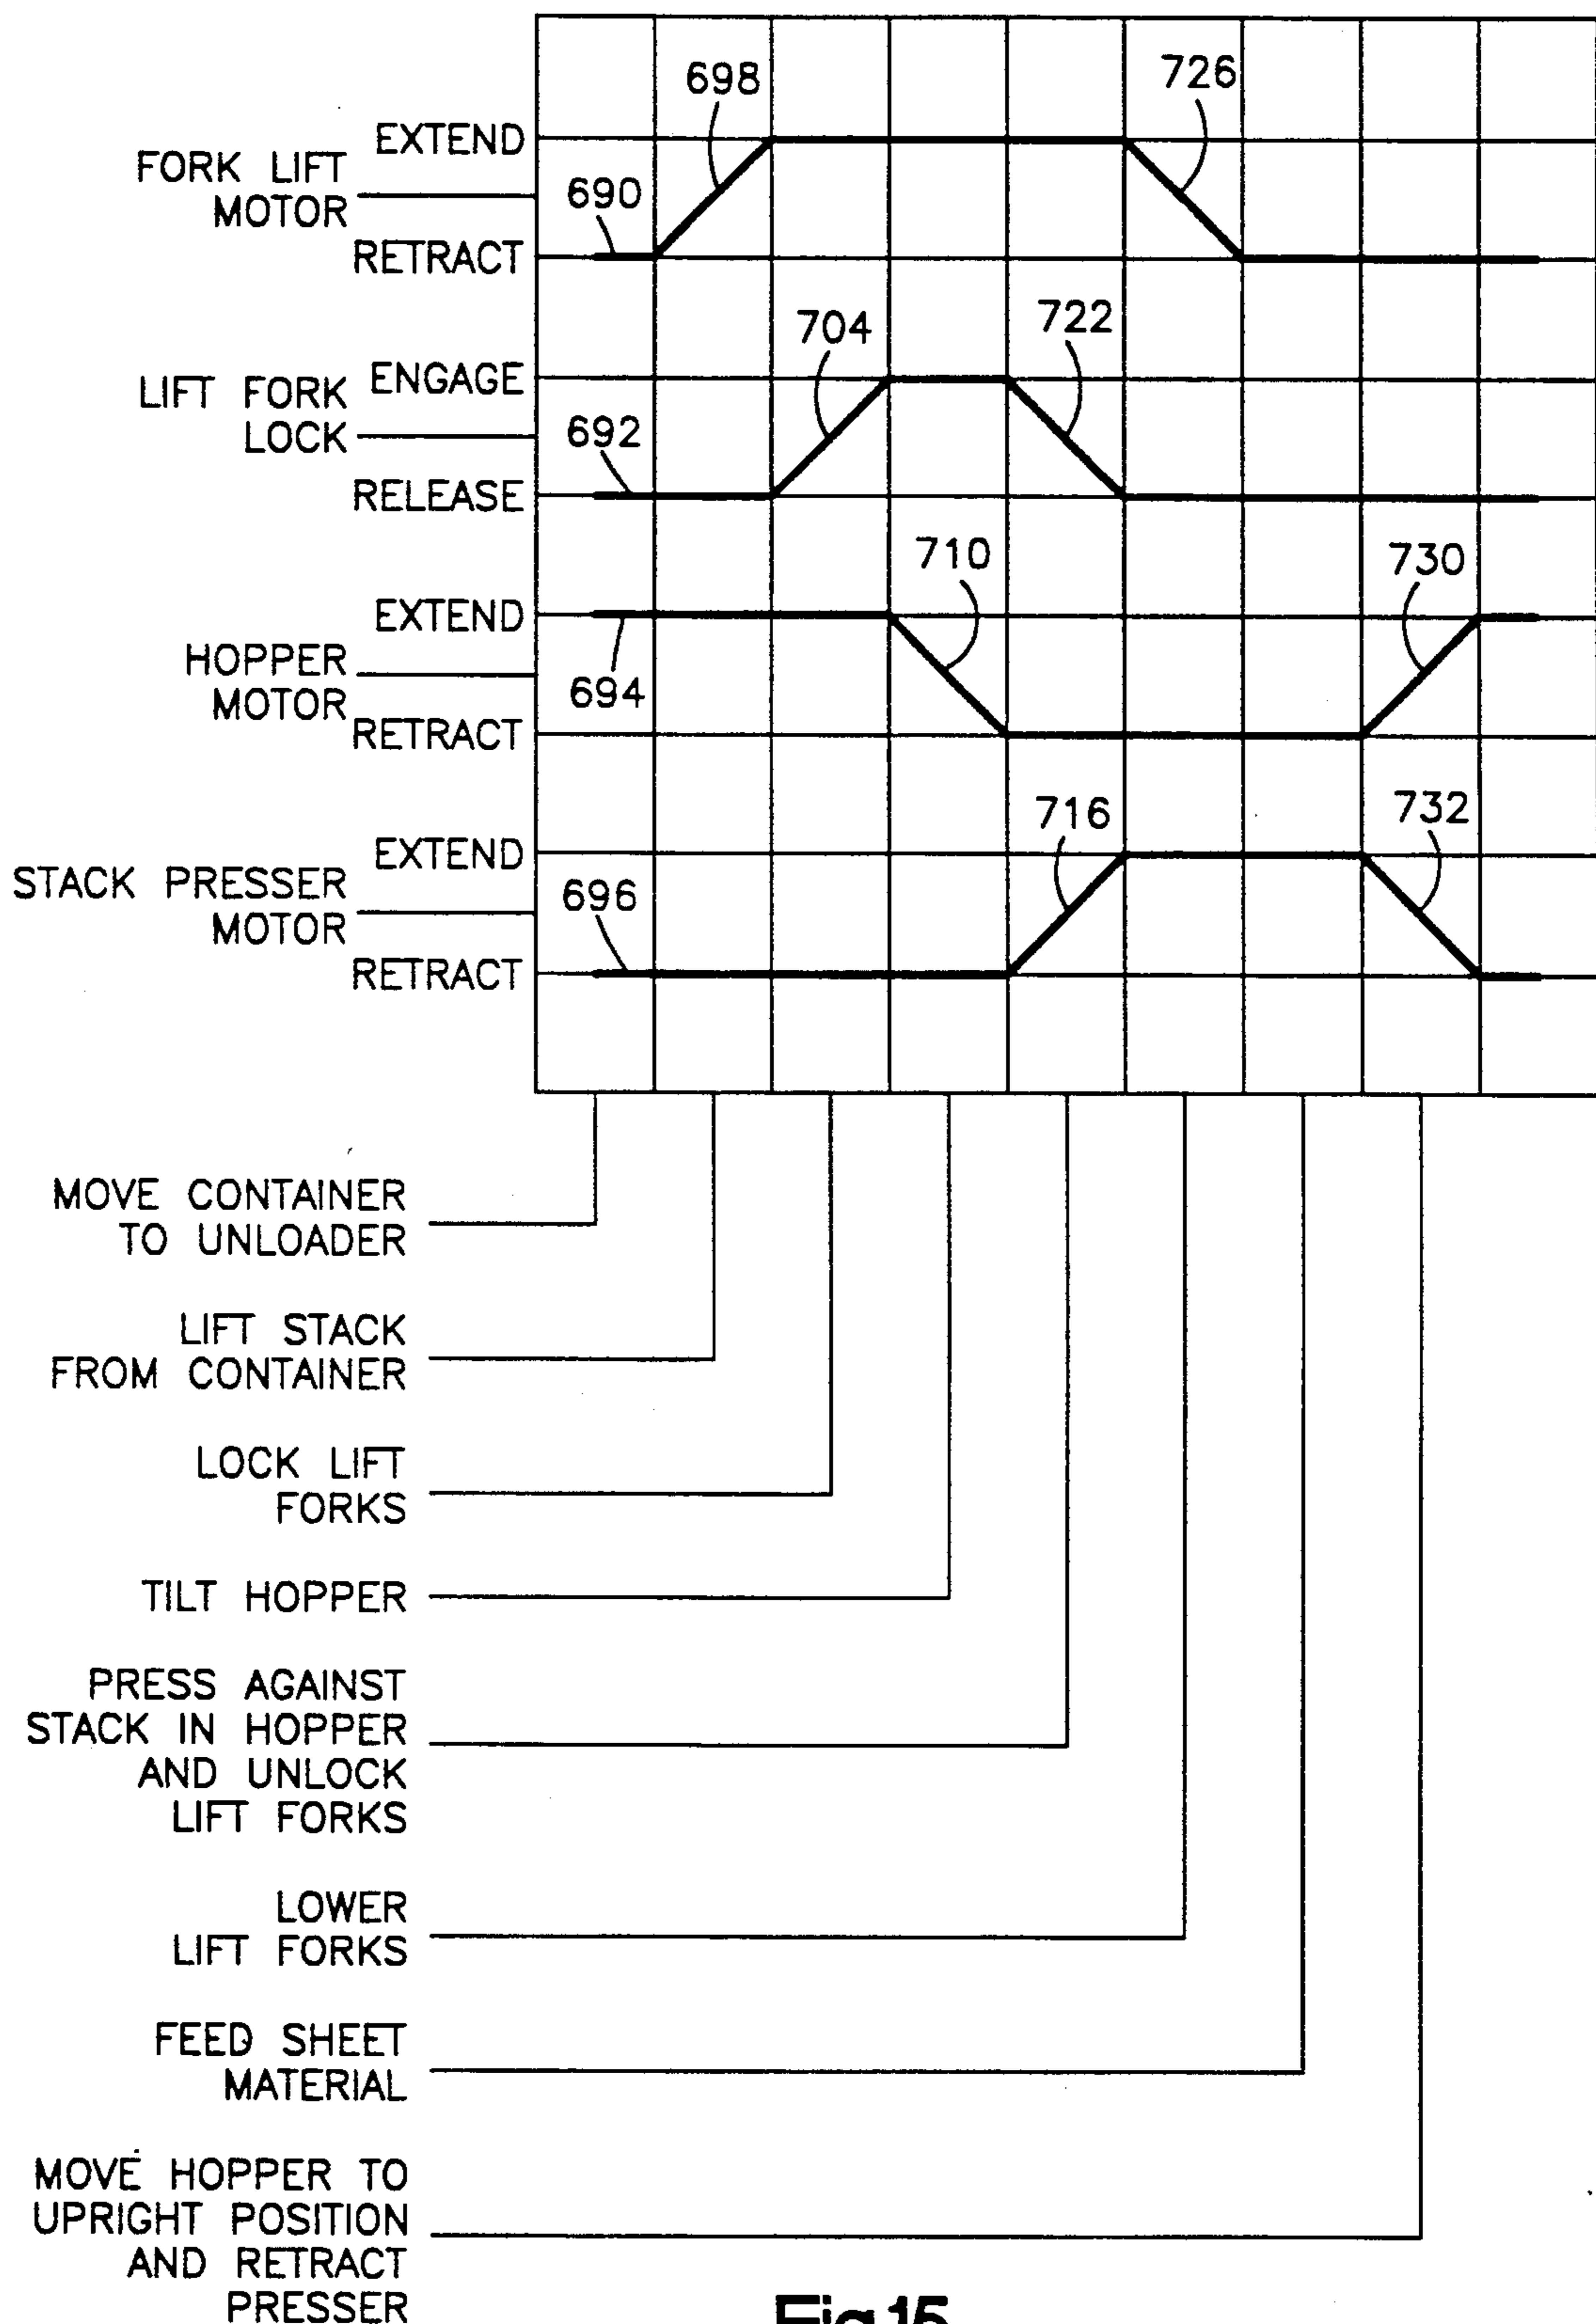 698
726
EXTEND
FORK LIFT
MOTOR
690
RETRACT
704
722
ENGAGE
LIFT FORK
LOCK
692
RELEASE
710
730
EXTEND
HOPPER
MOTOR
694
RETRACT
716
732
EXTEND
STACK PRESSER
MOTOR
696
RETRACT
MOVE CONTAINER
TO UNLOADER
LIFT STACK
FROM CONTAINER
LOCK LIFT
FORKS
TILT HOPPER
PRESS AGAINST
STACK IN HOPPER
AND UNLOCK
LIFT FORKS
LOWER
LIFT FORKS
FEED SHEET
MATERIAL
MOVE HOPPER TO
UPRIGHT POSITION
AND RETRACT
PRESSER
Fig.15